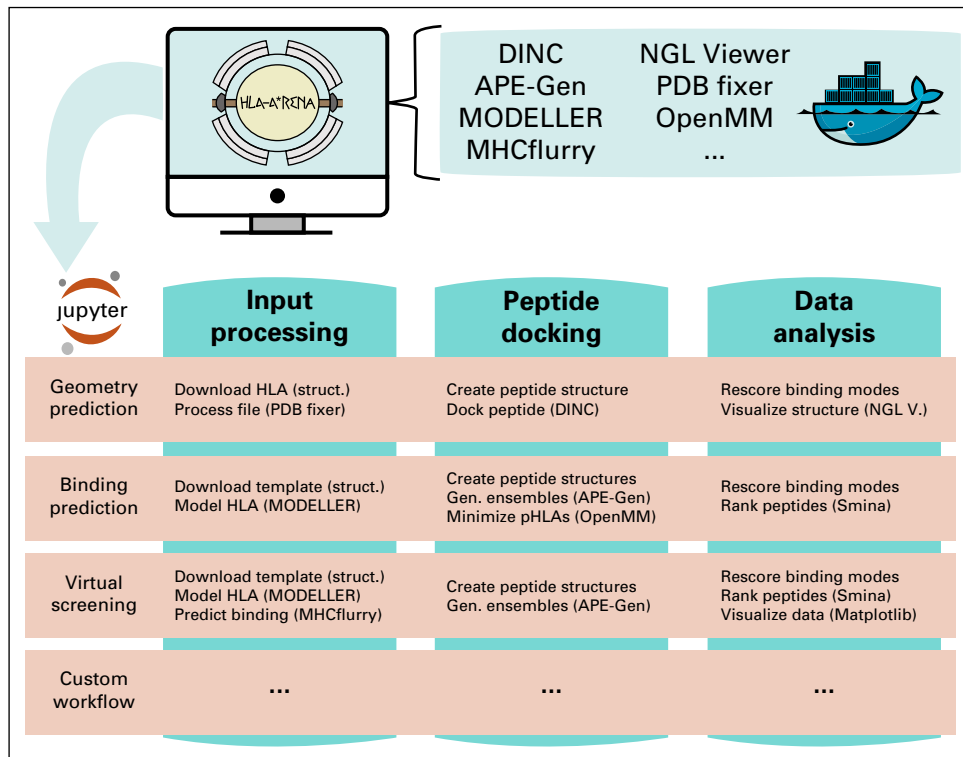 HLA-A*RENA
DINC
APE-Gen
MODELLER
MHCflurry
NGL Viewer
PDB fixer
OpenMM
...
jupyter
Input
processing
Peptide
docking
Data
analysis
Geometry
prediction
Download HLA (struct.)
Process file (PDB fixer)
Create peptide structure
Dock peptide (DINC)
Rescore binding modes
Visualize structure (NGL V.)
Binding
prediction
Download template (struct.)
Model HLA (MODELLER)
Create peptide structures
Gen. ensembles (APE-Gen)
Minimize pHLAs (OpenMM)
Rescore binding modes
Rank peptides (Smina)
Virtual
screening
Download template (struct.)
Model HLA (MODELLER)
Predict binding (MHCflurry)
Create peptide structures
Gen. ensembles (APE-Gen)
Rescore binding modes
Rank peptides (Smina)
Visualize data (Matplotlib)
Custom
workflow
...
...
...